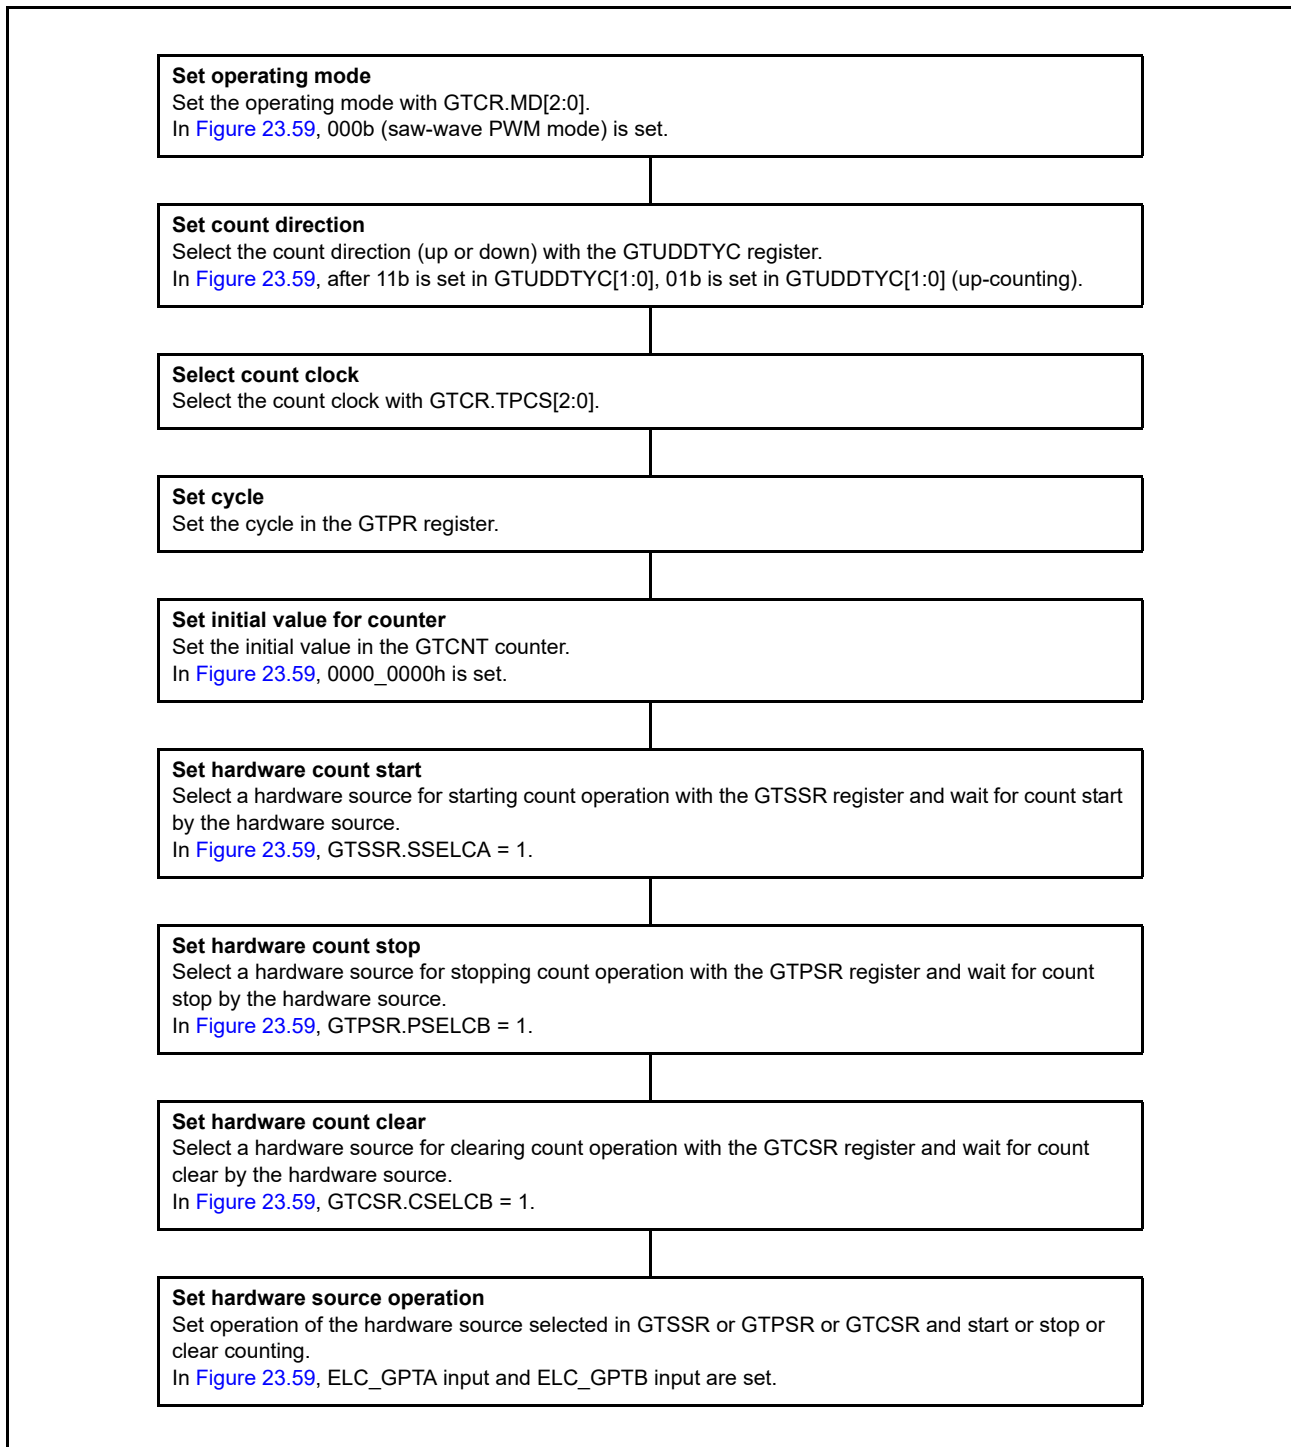 Set operating mode
Set the operating mode with GTCR.MD[2:0].
In Figure 23.59, 000b (saw-wave PWM mode) is set.
Set count direction
Select the count direction (up or down) with the GTUDDTYC register.
In Figure 23.59, after 11b is set in GTUDDTYC[1:0], 01b is set in GTUDDTYC[1:0] (up-counting).
Select count clock
Select the count clock with GTCR.TPCS[2:0].
Set cycle
Set the cycle in the GTPR register.
Set initial value for counter
Set the initial value in the GTCNT counter.
In Figure 23.59, 0000_0000h is set.
Set hardware count start
Select a hardware source for starting count operation with the GTSSR register and wait for count start
by the hardware source.
In Figure 23.59, GTSSR.SSELCA = 1.
Set hardware count stop
Select a hardware source for stopping count operation with the GTPSR register and wait for count
stop by the hardware source.
In Figure 23.59, GTPSR.PSELCB = 1.
Set hardware count clear
Select a hardware source for clearing count operation with the GTCSR register and wait for count
clear by the hardware source.
In Figure 23.59, GTCSR.CSELCB = 1.
Set hardware source operation
Set operation of the hardware source selected in GTSSR or GTPSR or GTCSR and start or stop or
clear counting.
In Figure 23.59, ELC_GPTA input and ELC_GPTB input are set.